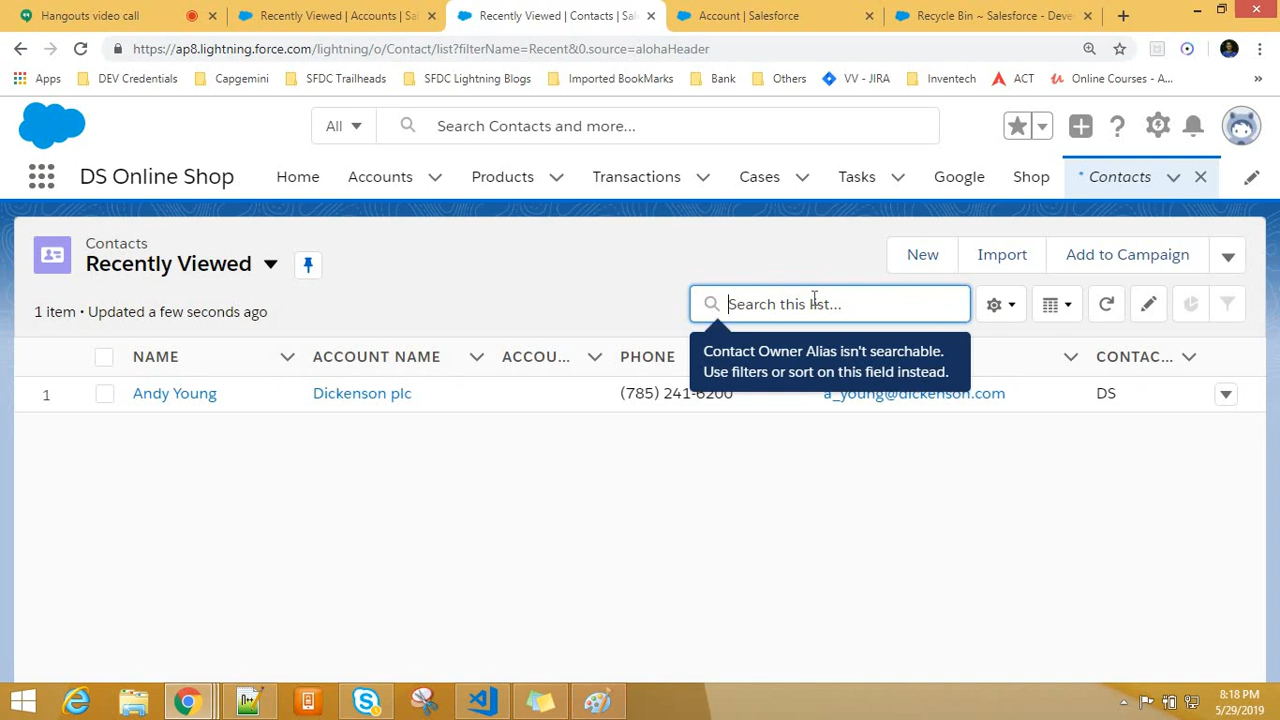 Hangouts video call
Recently Viewed | Accounts | Sal
Recently Viewed | Contacts | Sal
Account | Salesforce
Recycle Bin ~ Salesforce - Deve
https://ap8.lightning.force.com/lightning/o/Contact/list?filterName=Recent&0.source=alohaHeader
Apps
DEV Credentials
Capgemini
SFDC Trailheads
SFDC Lightning Blogs
Imported BookMarks
Bank
Others
VV - JIRA
Inventech
ACT
Online Courses - A...
»
All
Search Contacts and more...
DS Online Shop
Home
Accounts
Products
Transactions
Cases
Tasks
Google
Shop
* Contacts
Contacts
Recently Viewed
New
Import
Add to Campaign
1 item • Updated a few seconds ago
Search this list...
Contact Owner Alias isn't searchable.
Use filters or sort on this field instead.
NAME
ACCOUNT NAME
ACCOU...
PHONE
CONTAC...
1
Andy Young
Dickenson plc
(785) 241-6200
a_young@dickenson.com
DS
8:18 PM
5/29/2019